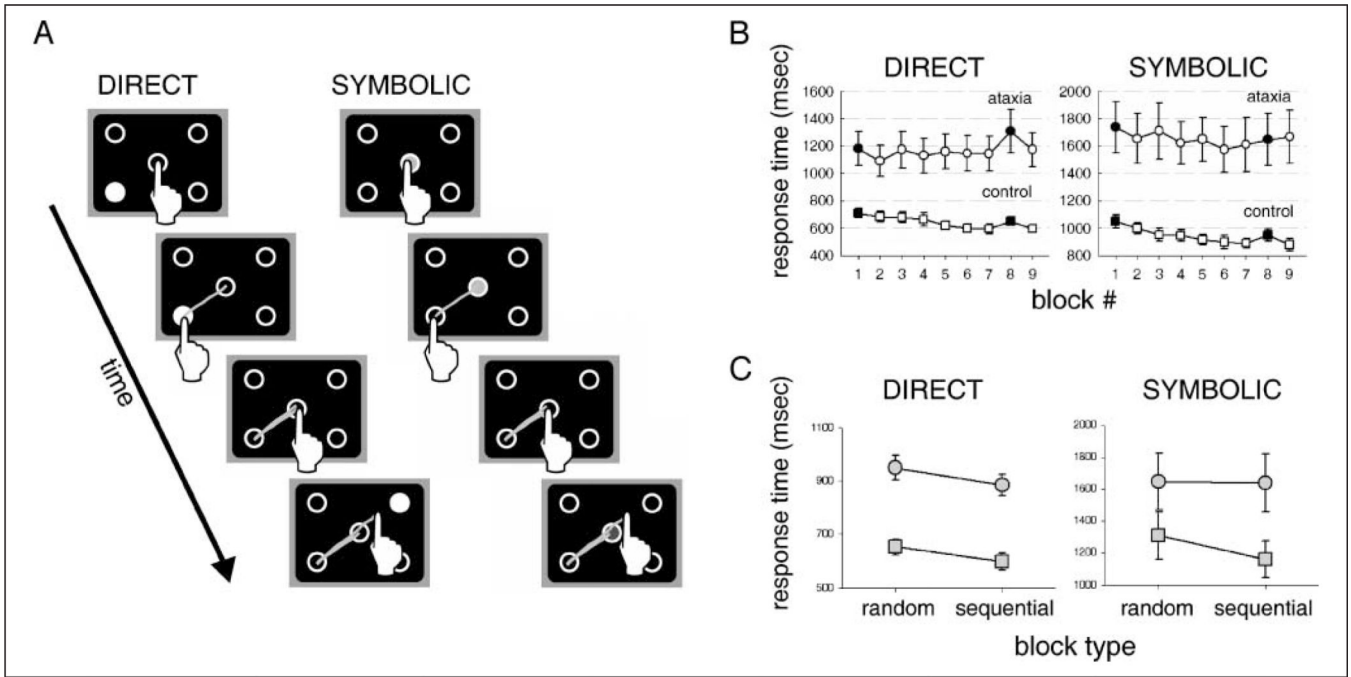 A
DIRECT
SYMBOLIC
time
B
DIRECT
SYMBOLIC
response time (msec)
1600
1400
1200
1000
800
600
400
ataxia
control
1 2 3 4 5 6 7 8 9
2000
1800
1600
1400
1200
1000
800
ataxia
control
1 2 3 4 5 6 7 8 9
block #
C
DIRECT
SYMBOLIC
response time (msec)
1100
900
700
500
random sequential
2000
1800
1600
1400
1200
1000
random sequential
block type